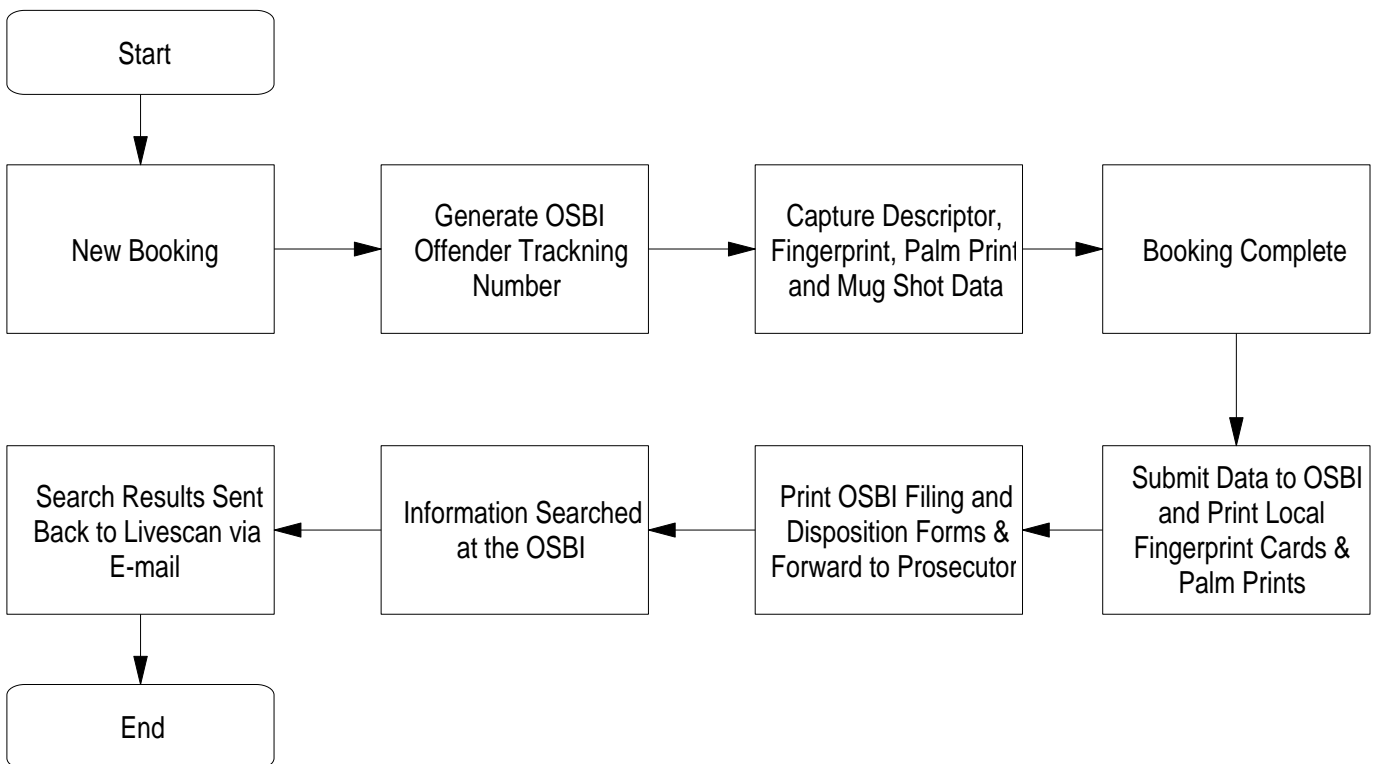 Start
New Booking
Generate OSBI
Offender Trackning
Number
Capture Descriptor,
Fingerprint, Palm Print
and Mug Shot Data
Booking Complete
Submit Data to OSBI
and Print Local
Fingerprint Cards &
Palm Prints
Print OSBI Filing and
Disposition Forms &
Forward to Prosecutor
Information Searched
at the OSBI
Search Results Sent
Back to Livescan via
E-mail
End